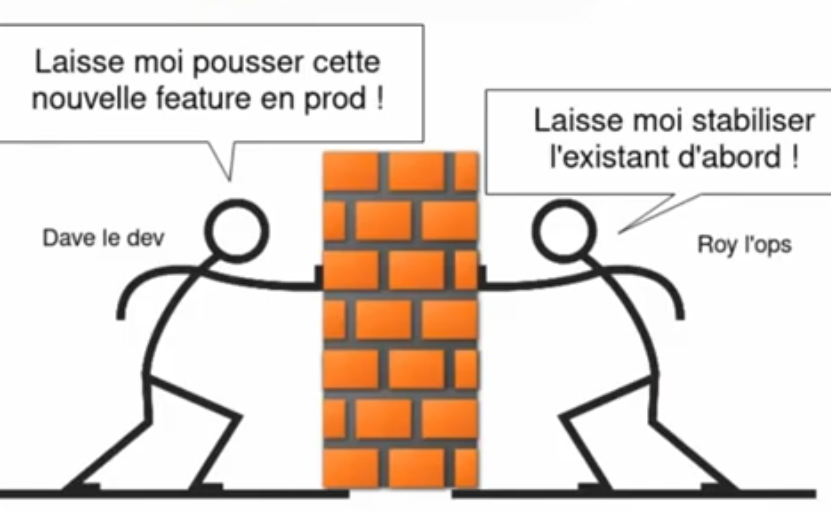 Laisse moi pousser cette
nouvelle feature en prod !
Laisse moi stabiliser
l'existant d'abord !
Dave le dev
Roy l'ops